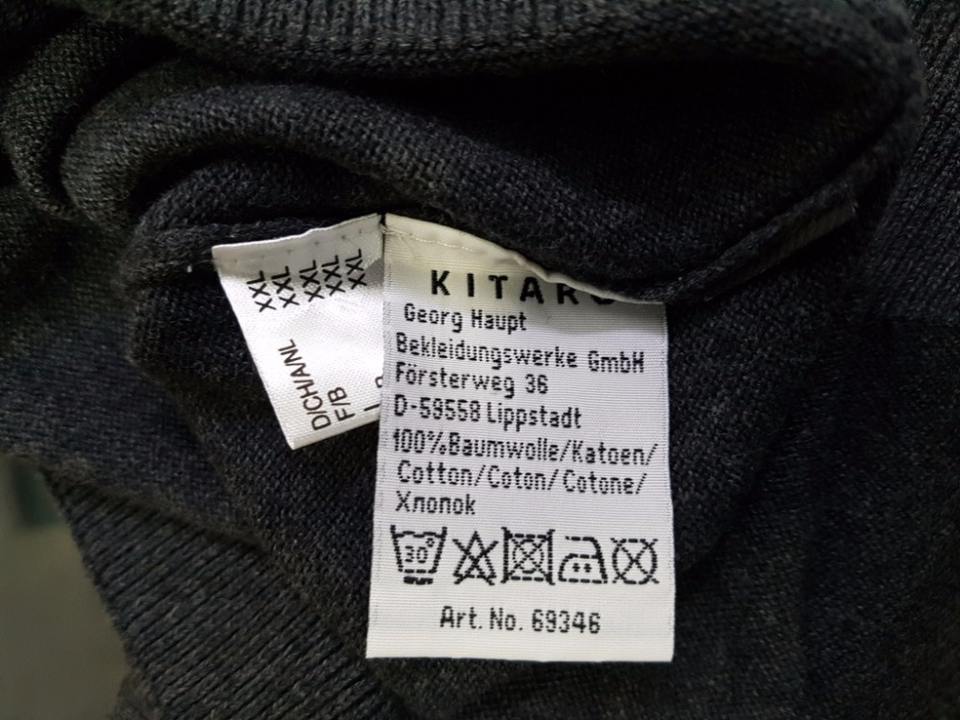 XXL
XXL
XXL
XXL
XXL
D/CH/A/NL
F/B
KITARO
Georg Haupt
Bekleidungswerke GmbH
Försterweg 36
D-59558 Lippstadt
100%Baumwolle/Katoen/
Cotton/Coton/Cotone/
Хлопок
30°
Art. No. 69346